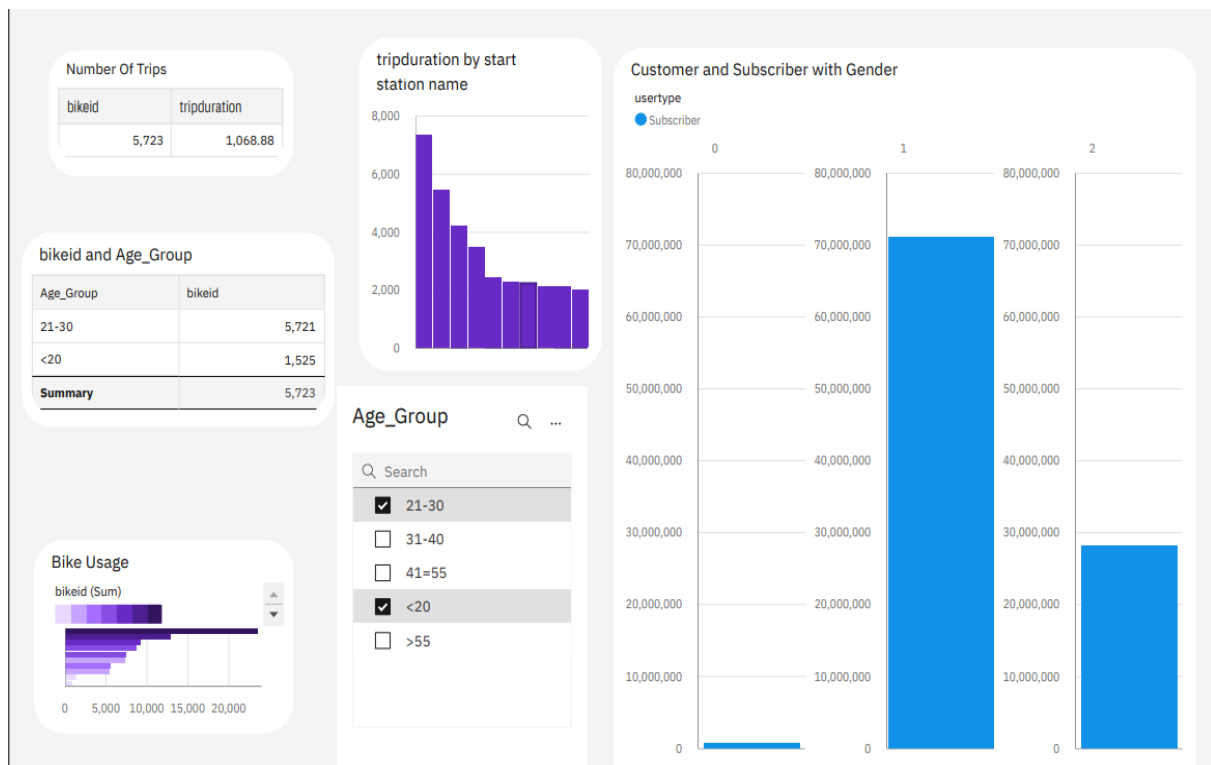 Number Of Trips
bikeid tripduration
5,723 1,068.88
bikeid and Age_Group
Age_Group bikeid
21-30 5,721
<20 1,525
Summary 5,723
Bike Usage
bikeid (Sum)
0 5,000 10,000 15,000 20,000
tripduration by start
station name
8,000
6,000
4,000
2,000
0
Age_Group
...
Search
21-30
31-40
41=55
<20
>55
Customer and Subscriber with Gender
usertype
Subscriber
0 1 2
80,000,000 80,000,000 80,000,000
70,000,000 70,000,000 70,000,000
60,000,000 60,000,000 60,000,000
50,000,000 50,000,000 50,000,000
40,000,000 40,000,000 40,000,000
30,000,000 30,000,000 30,000,000
20,000,000 20,000,000 20,000,000
10,000,000 10,000,000 10,000,000
0 0 0